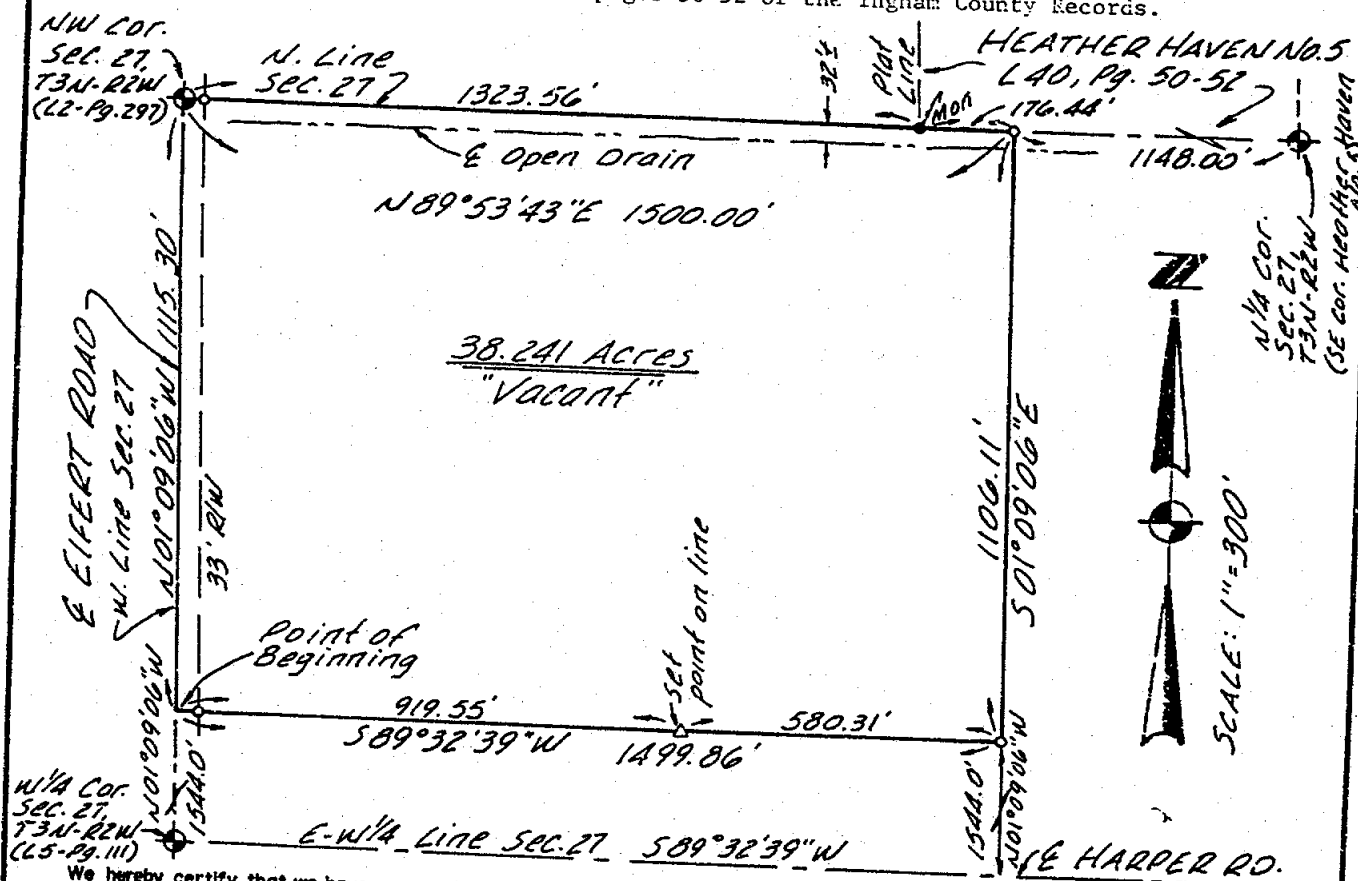 pages 50-52 of the Ingham County Records.
NW Cor.
Sec. 27,
T3N-R2W
(L2-Pg.297)
N. Line
Sec. 27
1323.56'
32'±
Plat
Line
Mon
HEATHER HAVEN No. 5
L40, Pg. 50-52
176.44'
1148.00'
℄ Open Drain
N89°53'43"E 1500.00'
N 1/4 Cor.
Sec. 27,
T3N-R2W
(SE Cor. Heather Haven
℄ EIFERT ROAD
W. Line Sec. 27
N01°09'06"W 1115.30'
33' R/W
38.241 Acres
"Vacant"
N
1106.11'
S01°09'06"E
SCALE: 1"=300'
Point of
Beginning
set
point on line
919.55'
580.31'
S89°32'39"W
1499.86'
N01°09'06"W
1544.0'
1544.0'
N01°09'06"W
W 1/4 Cor.
Sec. 27,
T3N-R2W
(L5-Pg.111)
E-W 1/4 Line Sec. 27 S89°32'39"W
℄ HARPER RD.
We hereby certify that we